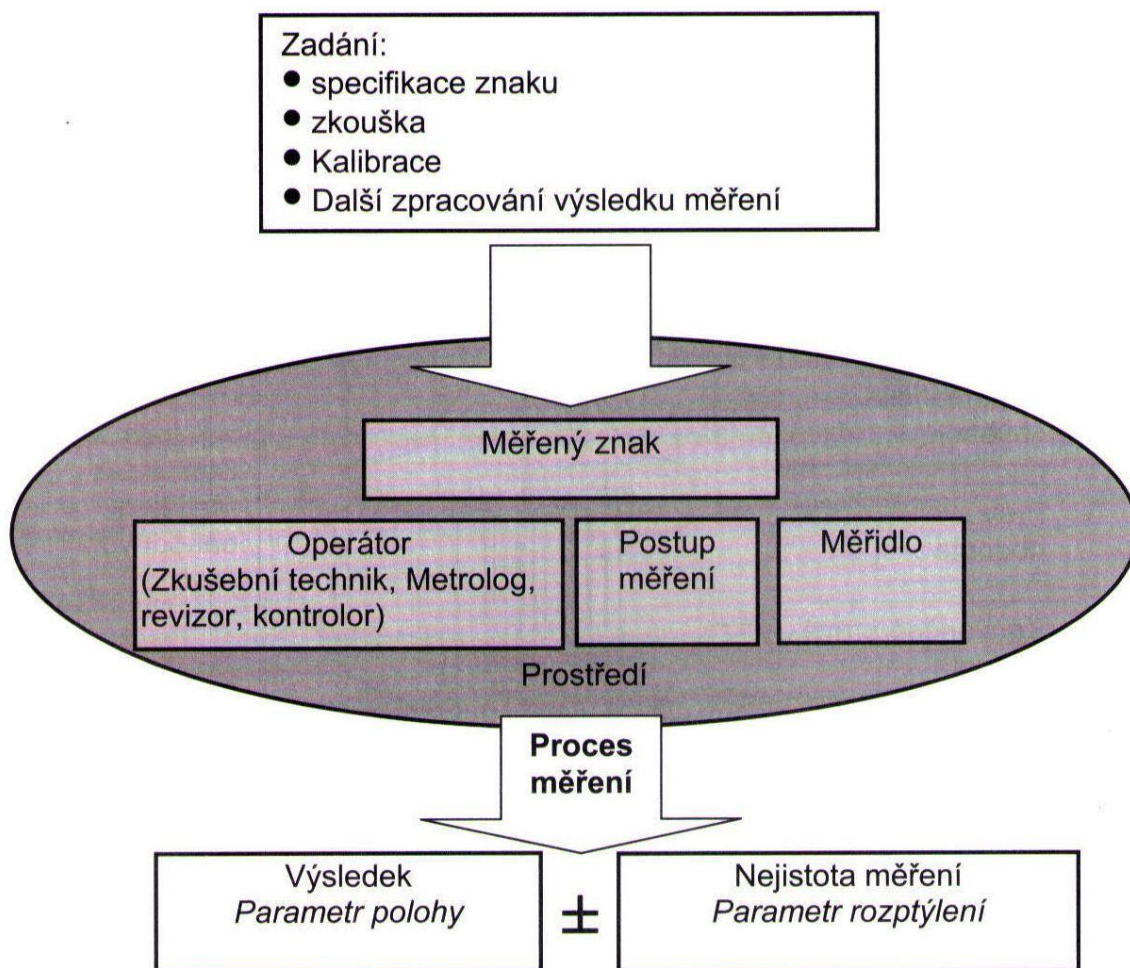 Zadání:
● specifikace znaku
● zkouška
● Kalibrace
● Další zpracování výsledku měření
Měřený znak
Operátor
(Zkušební technik, Metrolog,
revizor, kontrolor)
Postup
měření
Měřidlo
Prostředí
Proces
měření
Výsledek
Parametr polohy
±
Nejistota měření
Parametr rozptýlení